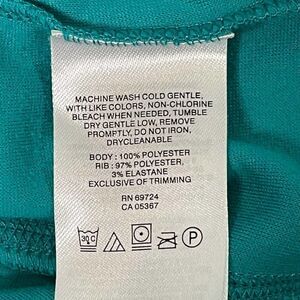 MACHINE WASH COLD GENTLE,
WITH LIKE COLORS, NON-CHLORINE
BLEACH WHEN NEEDED, TUMBLE
DRY GENTLE LOW, REMOVE
PROMPTLY, DO NOT IRON,
DRYCLEANABLE
BODY: 100% POLYESTER
RIB: 97% POLYESTER,
3% ELASTANE
EXCLUSIVE OF TRIMMING
RN 69724
CA 05367
30C P